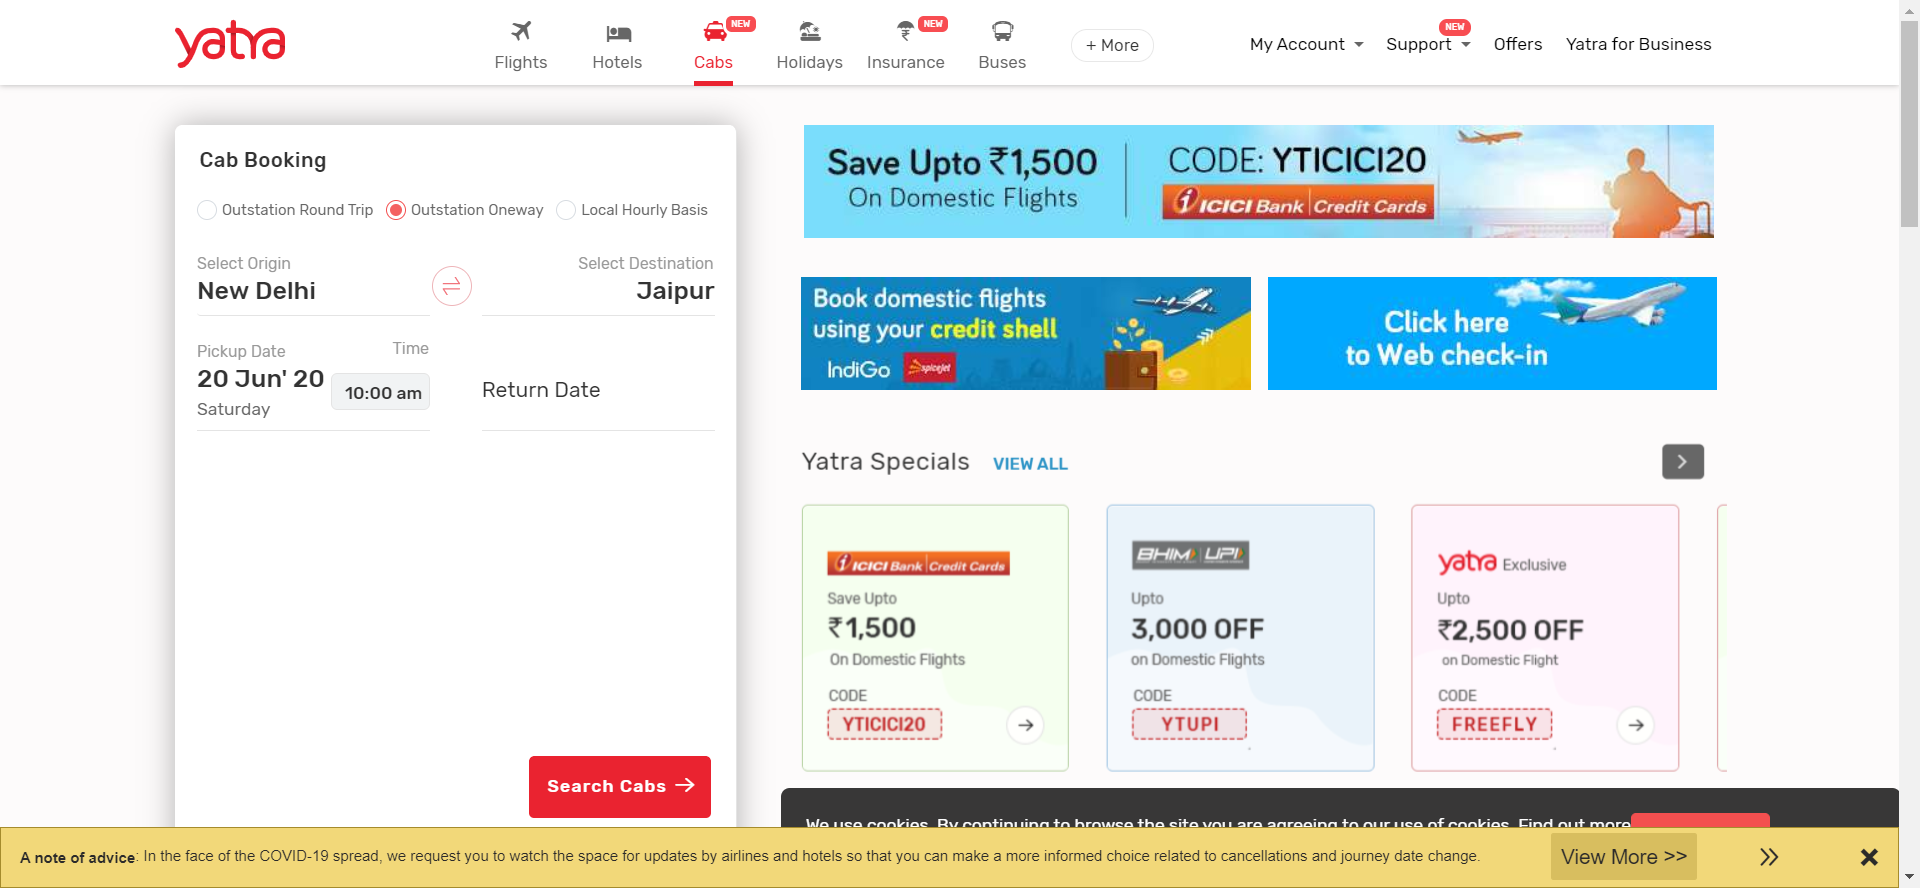 yatra
Flights
Hotels
NEW
Cabs
Holidays
NEW
Insurance
Buses
+ More
My Account
NEW
Support
Offers
Yatra for Business
Cab Booking
Outstation Round Trip
Outstation Oneway
Local Hourly Basis
Select Origin
New Delhi
Select Destination
Jaipur
Pickup Date
20 Jun' 20
Saturday
Time
10:00 am
Return Date
Search Cabs
Save Upto ₹1,500
On Domestic Flights
CODE: YTICICI20
ICICI Bank Credit Cards
Book domestic flights
using your credit shell
IndiGo spicejet
Click here
to Web check-in
Yatra Specials VIEW ALL
ICICI Bank Credit Cards
Save Upto
₹1,500
On Domestic Flights
CODE
YTICICI20
BHIM UPI
Upto
3,000 OFF
on Domestic Flights
CODE
YTUPI
yatra Exclusive
Upto
₹2,500 OFF
on Domestic Flight
CODE
FREEFLY
We use cookies. By continuing to browse the site you are agreeing to our use of cookies. Find out more
A note of advice: In the face of the COVID-19 spread, we request you to watch the space for updates by airlines and hotels so that you can make a more informed choice related to cancellations and journey date change.
View More >>